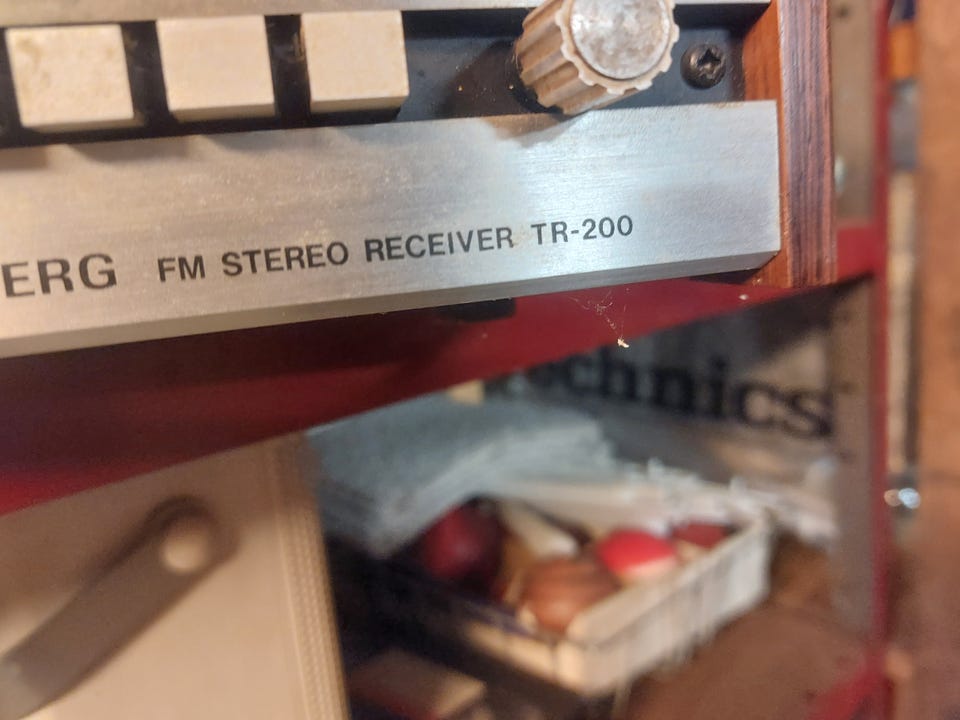 ERG FM STEREO RECEIVER TR-200
echnics